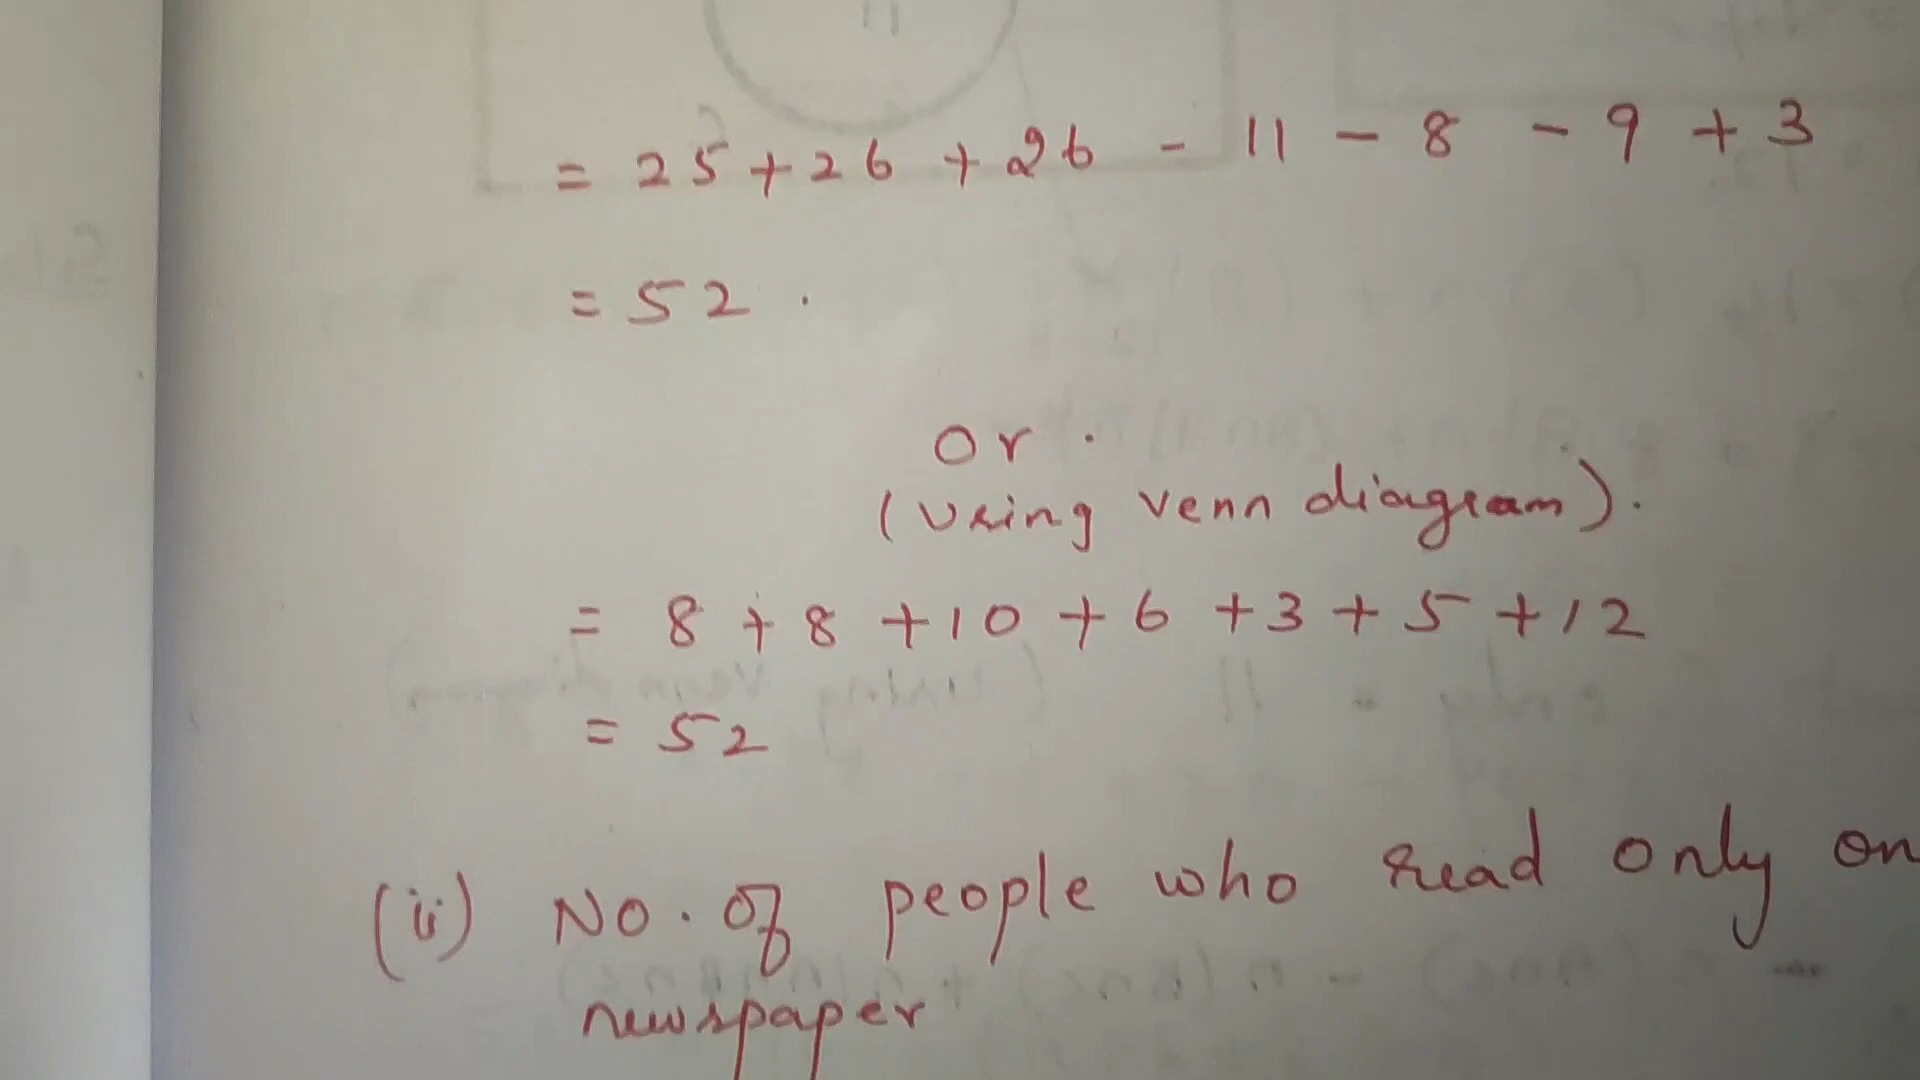 = 25 + 26 + 26 - 11 - 8 - 9 + 3
= 52 .
Or .
(Using venn diagram).
= 8 + 8 + 10 + 6 + 3 + 5 + 12
= 52
(ii) No. Of people who read only on
newspaper